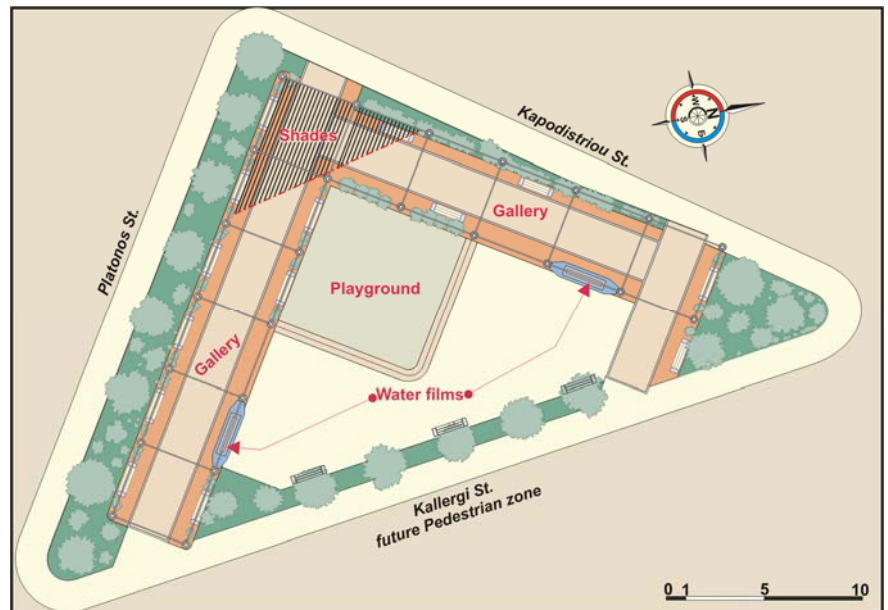 Kapodistriou St.
N
Shades
Gallery
Platonos St.
Playground
Gallery
Water films
Kallergi St.
future Pedestrian zone
0 1 5 10